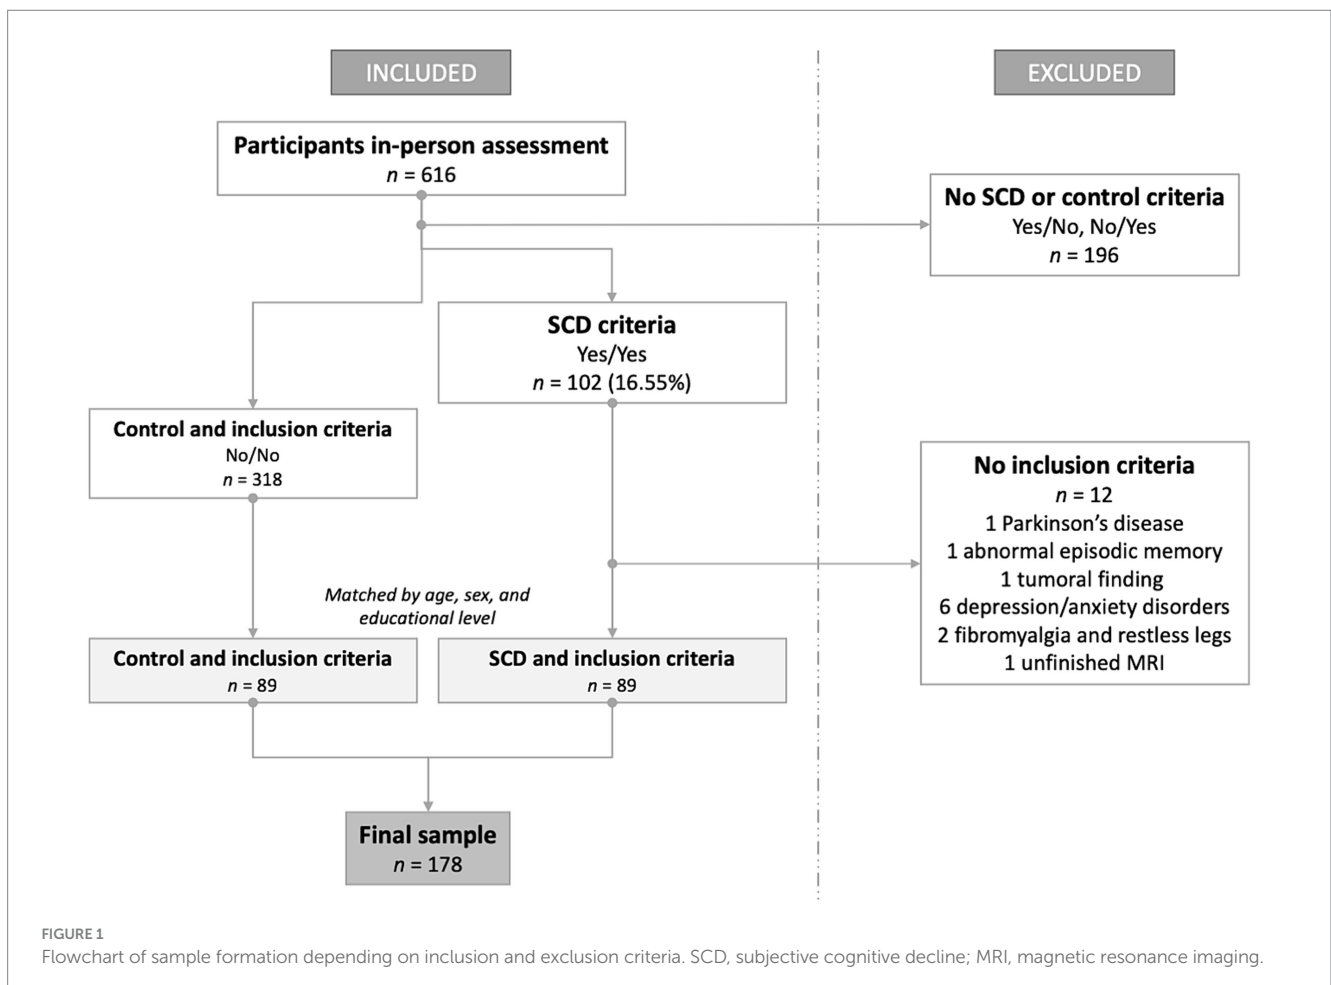 INCLUDED
EXCLUDED
Participants in-person assessment
n = 616
No SCD or control criteria
Yes/No, No/Yes
n = 196
SCD criteria
Yes/Yes
n = 102 (16.55%)
Control and inclusion criteria
No/No
n = 318
No inclusion criteria
n = 12
1 Parkinson’s disease
1 abnormal episodic memory
1 tumoral finding
6 depression/anxiety disorders
2 fibromyalgia and restless legs
1 unfinished MRI
Matched by age, sex, and
educational level
Control and inclusion criteria
n = 89
SCD and inclusion criteria
n = 89
Final sample
n = 178
FIGURE 1
Flowchart of sample formation depending on inclusion and exclusion criteria. SCD, subjective cognitive decline; MRI, magnetic resonance imaging.